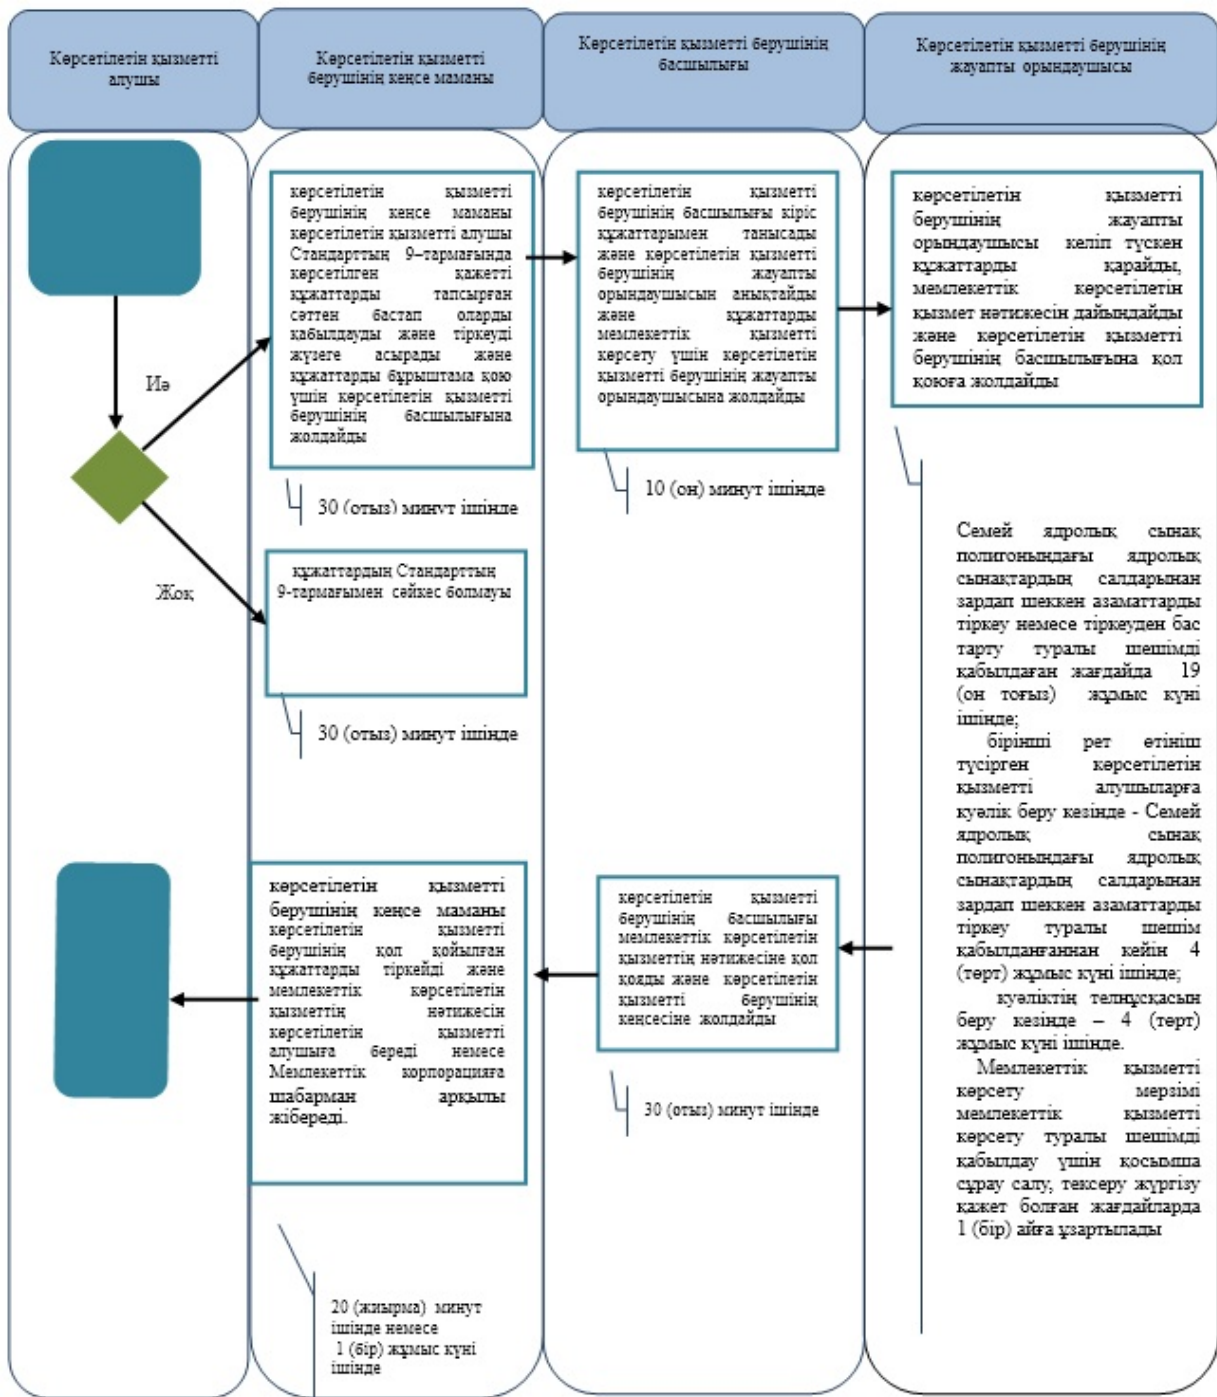 Көрсетілетін қызметті
алушы
Көрсетілетін қызметті
берушінің кеңсе маманы
Көрсетілетін қызметті берушінің
басшылығы
Көрсетілетін қызметті берушінің
жауапты орындаушысы
көрсетілетін қызметті
берушінің кеңсе маманы
көрсетілетін қызметті алушы
Стандарттың 9–тармағында
көрсетілген қажетті
құжаттарды тапсырған
сәттен бастап оларды
қабылдауды және тіркеуді
жүзеге асырады және
құжаттарды бұрыштама қою
үшін көрсетілетін қызметті
берушінің басшылығына
жолдайды
көрсетілетін қызметті
берушінің басшылығы кіріс
құжаттарымен танысады
және көрсетілетін қызметті
берушінің жауапты
орындаушысын анықтайды
және құжаттарды
мемлекеттік қызметті
көрсету үшін көрсетілетін
қызметті берушінің жауапты
орындаушысына жолдайды
көрсетілетін қызметті
берушінің жауапты
орындаушысы келіп түскен
құжаттарды қарайды,
мемлекеттік көрсетілетін
қызмет нәтижесін дайындайды
және көрсетілетін қызметті
берушінің басшылығына қол
қоюға жолдайды
Иә
30 (отыз) минут ішінде
10 (он) минут ішінде
Жоқ
құжаттардың Стандарттың
9-тармағымен сәйкес болмауы
30 (отыз) минут ішінде
Семей ядролық сынақ
полигонындағы ядролық
сынақтардың салдарынан
зардап шеккен азаматтарды
тіркеу немесе тіркеуден бас
тарту туралы шешімді
қабылдаған жағдайда 19
(он тоғыз) жұмыс күні
ішінде;
бірінші рет өтініш
түсірген көрсетілетін
қызметті алушыларға
куәлік беру кезінде - Семей
ядролық сынақ
полигонындағы ядролық
сынақтардың салдарынан
зардап шеккен азаматтарды
тіркеу туралы шешім
қабылданғаннан кейін 4
(төрт) жұмыс күні ішінде;
куәліктің телнұсқасын
беру кезінде – 4 (төрт)
жұмыс күні ішінде.
Мемлекеттік қызметті
көрсету мерзімі
мемлекеттік қызметті
көрсету туралы шешімді
қабылдау үшін қосымша
сұрау салу, тексеру жүргізу
қажет болған жағдайларда
1 (бір) айға ұзартылады
көрсетілетін қызметті
берушінің басшылығы
мемлекеттік көрсетілетін
қызметтің нәтижесіне қол
қояды және көрсетілетін
қызметті берушінің
кеңсесіне жолдайды
30 (отыз) минут ішінде
көрсетілетін қызметті
берушінің кеңсе маманы
көрсетілетін қызметті
берушінің қол қойылған
құжаттарды тіркейді және
мемлекеттік көрсетілетін
қызметтің нәтижесін
көрсетілетін қызметті
алушыға береді немесе
Мемлекеттік корпорацияға
шабарман арқылы
жібереді.
20 (жиырма) минут
ішінде немесе
1 (бір) жұмыс күні
ішінде